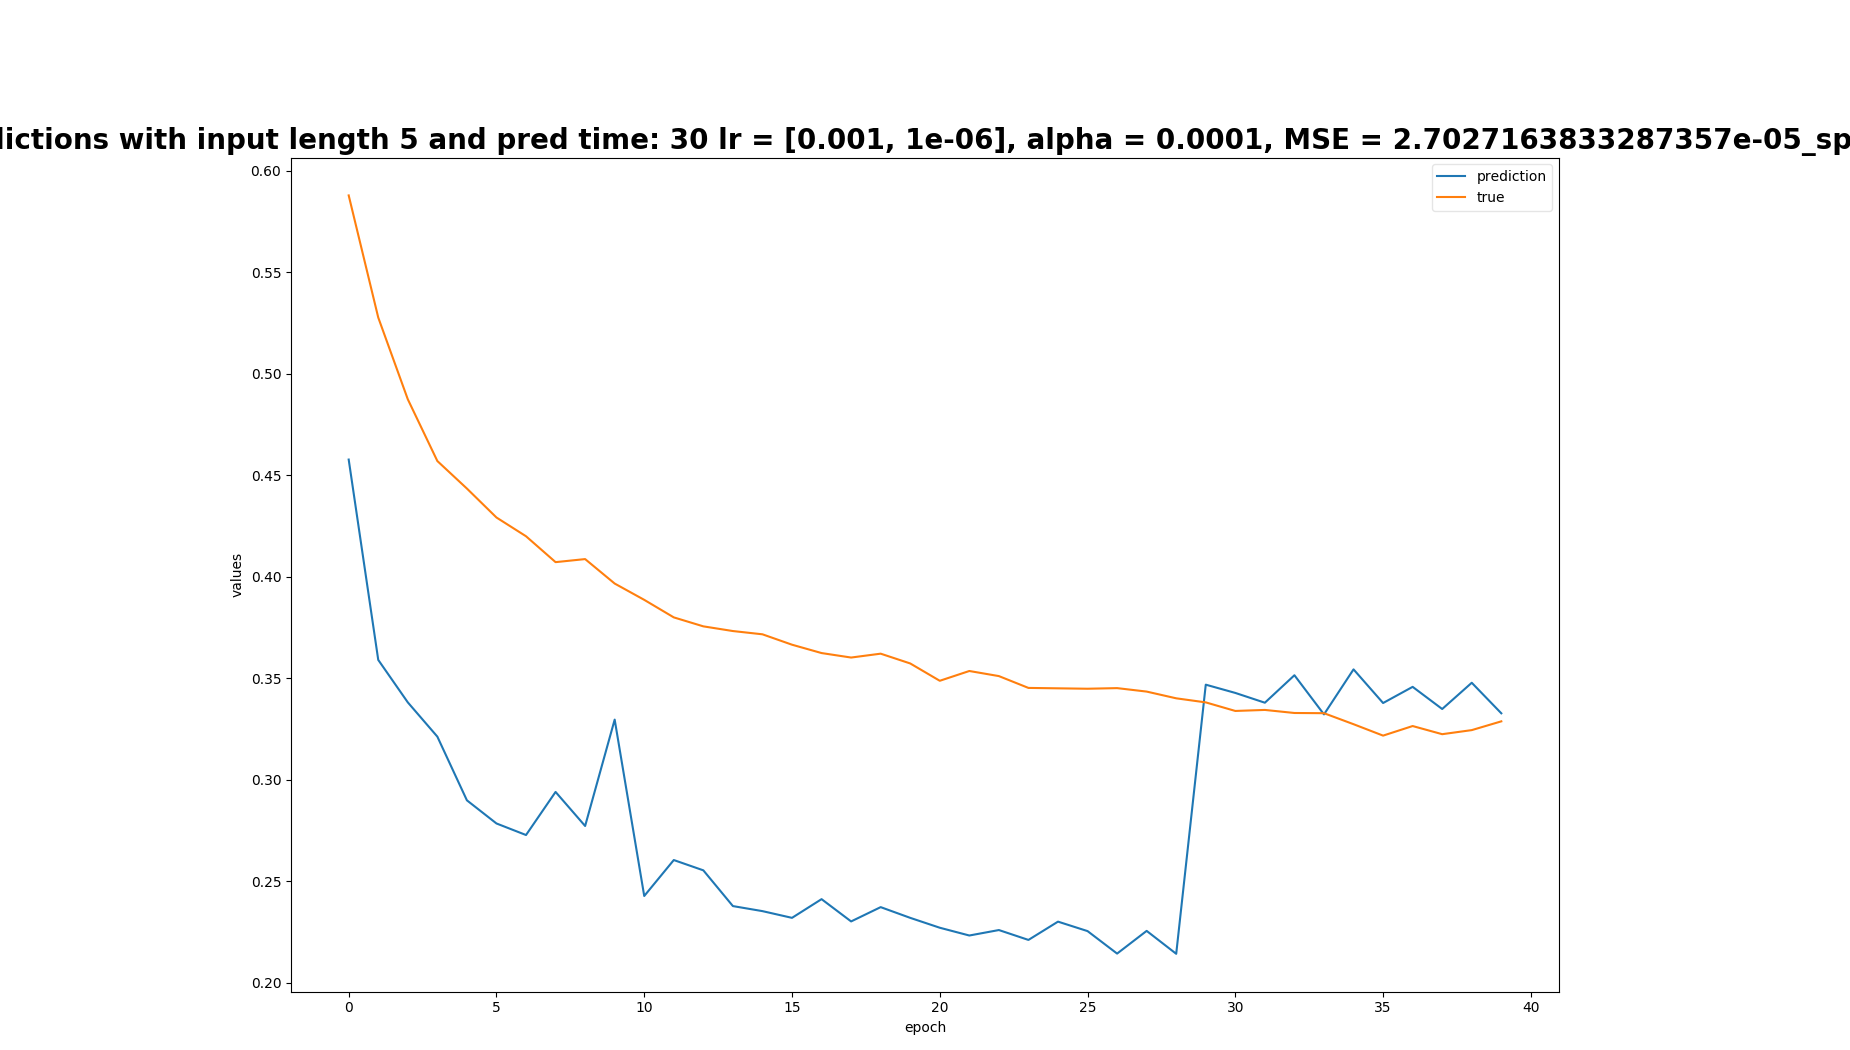 dictions with input length 5 and pred time: 30 lr = [0.001, 1e-06], alpha = 0.0001, MSE = 2.7027163833287357e-05_sp
prediction
true
0.60
0.55
0.50
0.45
0.40
0.35
0.30
0.25
0.20
values
0 5 10 15 20 25 30 35 40
epoch